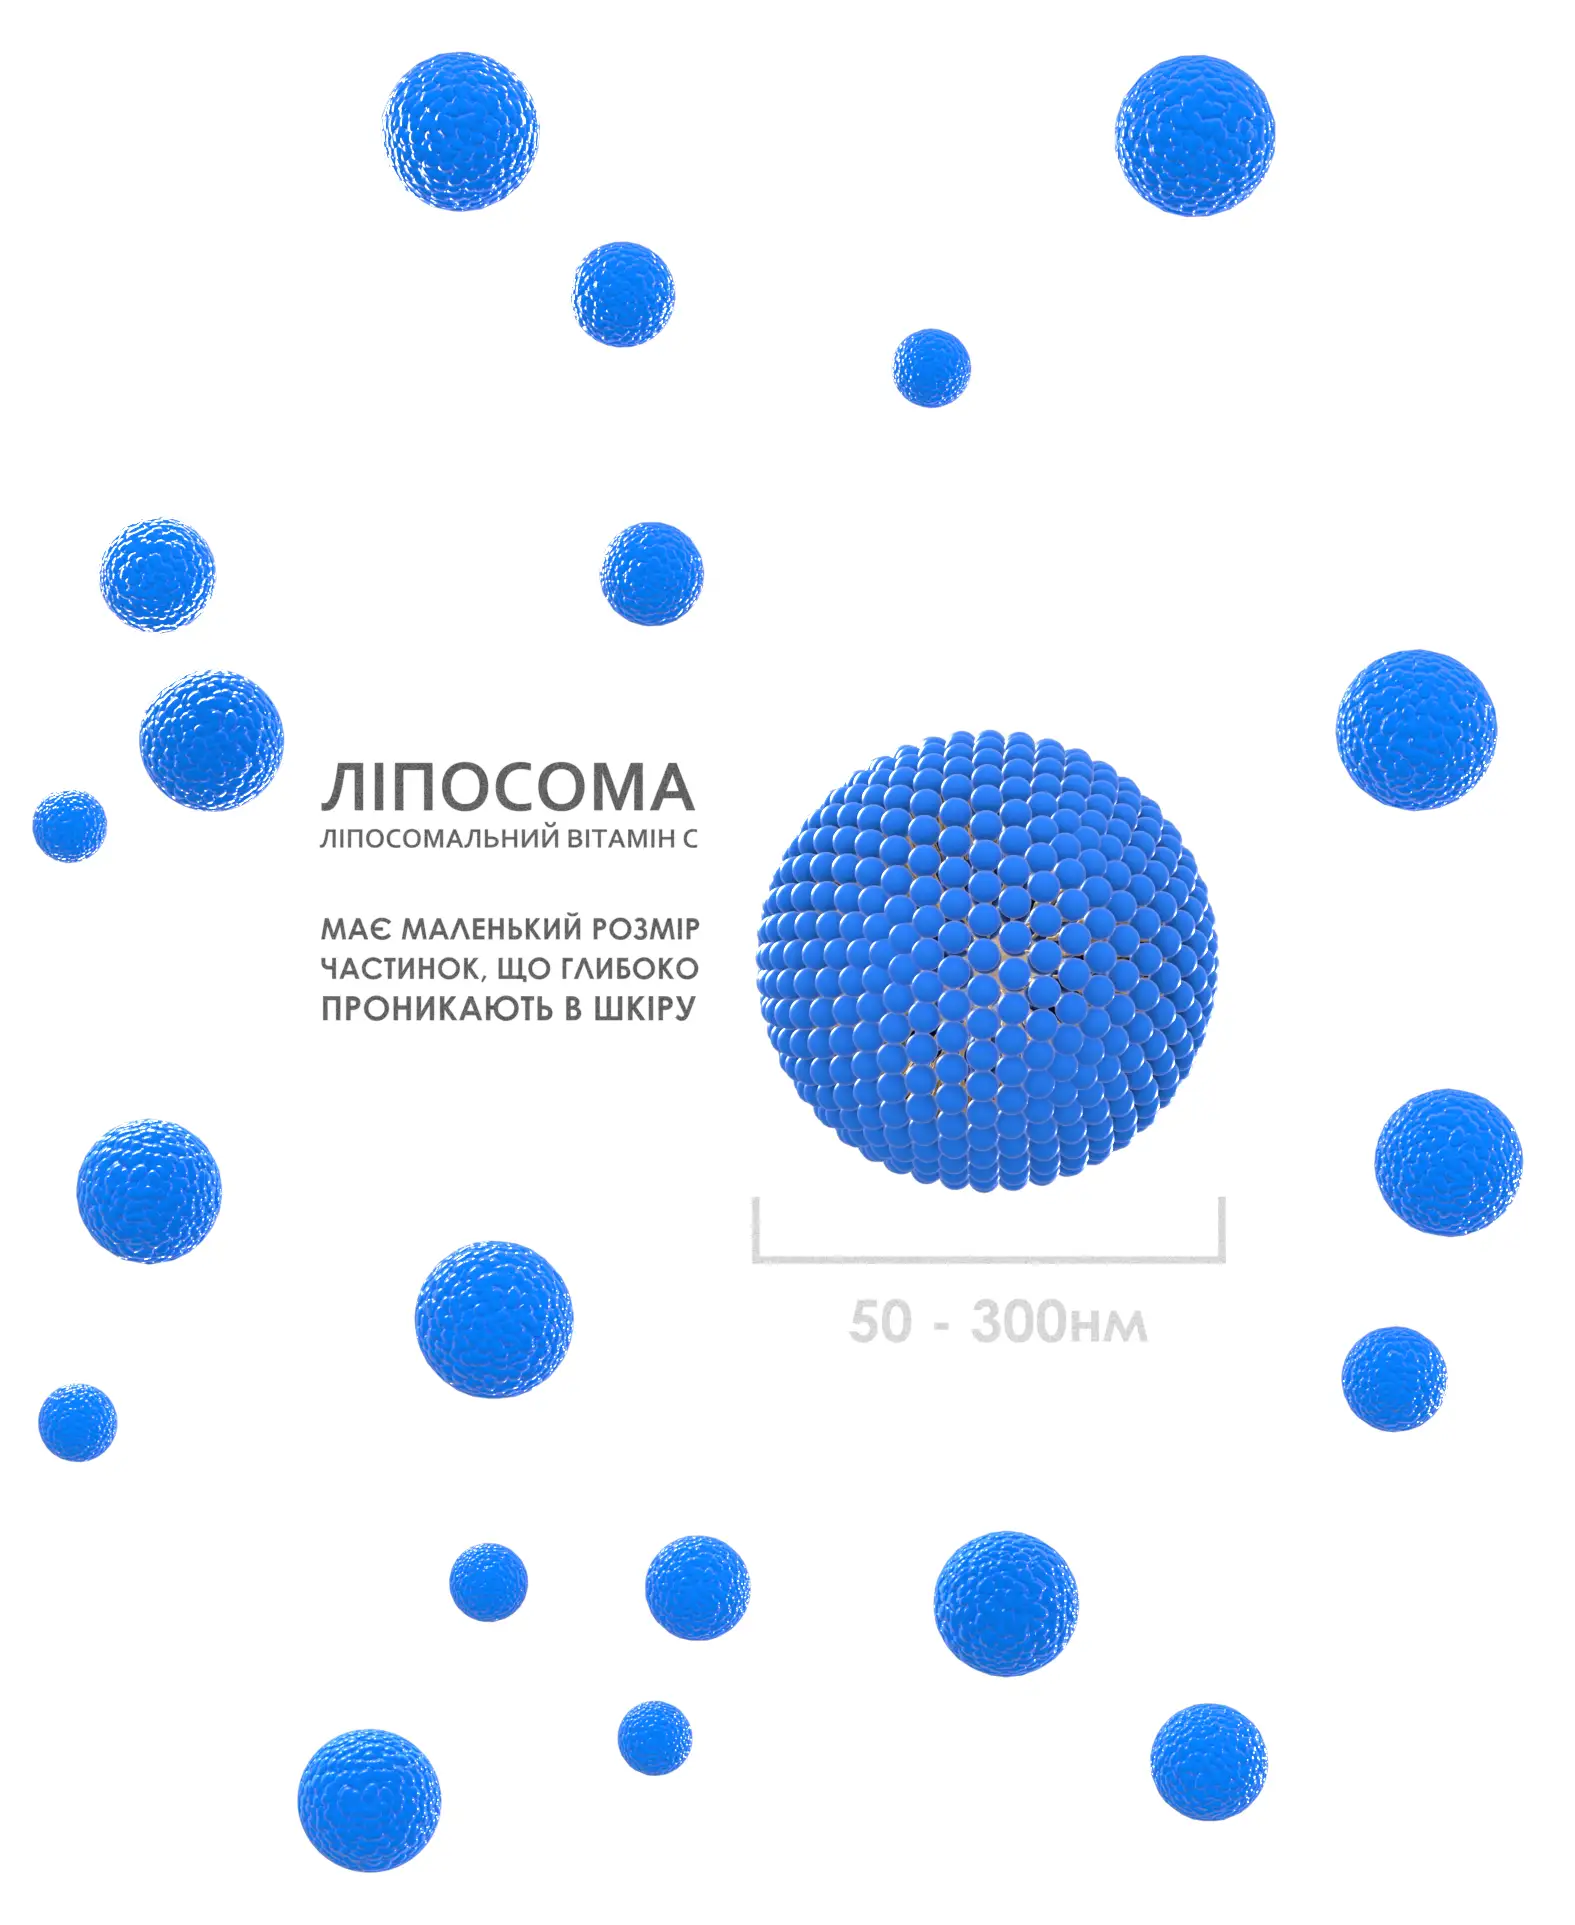 ЛІПОСОМА
ЛІПОСОМАЛЬНИЙ ВІТАМІН С
МАЄ МАЛЕНЬКИЙ РОЗМІР
ЧАСТИНОК, ЩО ГЛИБОКО
ПРОНИКАЮТЬ В ШКІРУ
50 - 300нм